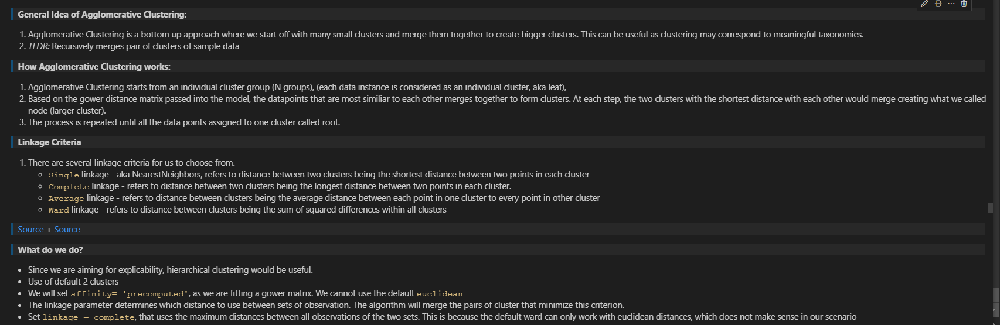 General Idea of Agglomerative Clustering:
1. Agglomerative Clustering is a bottom up approach where we start off with many small clusters and merge them together to create bigger clusters. This can be useful as clustering may correspond to meaningful taxonomies.
2. TLDR: Recursively merges pair of clusters of sample data
How Agglomerative Clustering works:
1. Agglomerative Clustering starts from an individual cluster group (N groups), (each data instance is considered as an individual cluster, aka leaf),
2. Based on the gower distance matrix passed into the model, the datapoints that are most similiar to each other merges together to form clusters. At each step, the two clusters with the shortest distance with each other would merge creating what we called
node (larger cluster).
3. The process is repeated until all the data points assigned to one cluster called root.
Linkage Criteria
1. There are several linkage criteria for us to choose from.
Single linkage - aka NearestNeighbors, refers to distance between two clusters being the shortest distance between two points in each cluster
Complete linkage - refers to distance between two clusters being the longest distance between two points in each cluster.
Average linkage - refers to distance between clusters being the average distance between each point in one cluster to every point in other cluster
Ward linkage - refers to distance between clusters being the sum of squared differences within all clusters
Source + Source
What do we do?
Since we are aiming for explicability, hierarchical clustering would be useful.
Use of default 2 clusters
We will set affinity= 'precomputed', as we are fitting a gower matrix. We cannot use the default euclidean
The linkage parameter determines which distance to use between sets of observation. The algorithm will merge the pairs of cluster that minimize this criterion.
Set linkage = complete, that uses the maximum distances between all observations of the two sets. This is because the default ward can only work with euclidean distances, which does not make sense in our scenario